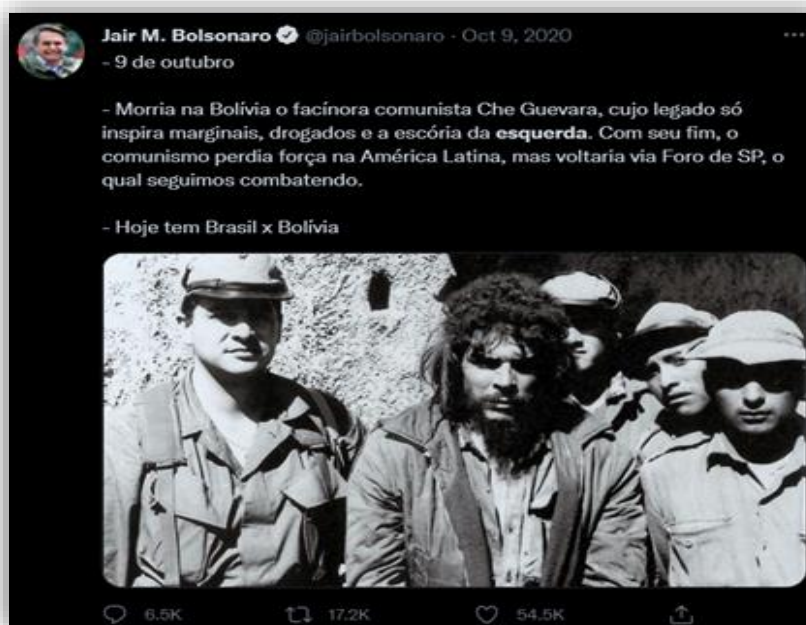 Jair M. Bolsonaro @jairbolsonaro · Oct 9, 2020
- 9 de outubro
- Morria na Bolívia o facínora comunista Che Guevara, cujo legado só
inspira marginais, drogados e a escória da esquerda. Com seu fim, o
comunismo perdia força na América Latina, mas voltaria via Foro de SP, o
qual seguimos combatendo.
- Hoje tem Brasil x Bolívia
6.5K 17.2K 54.5K